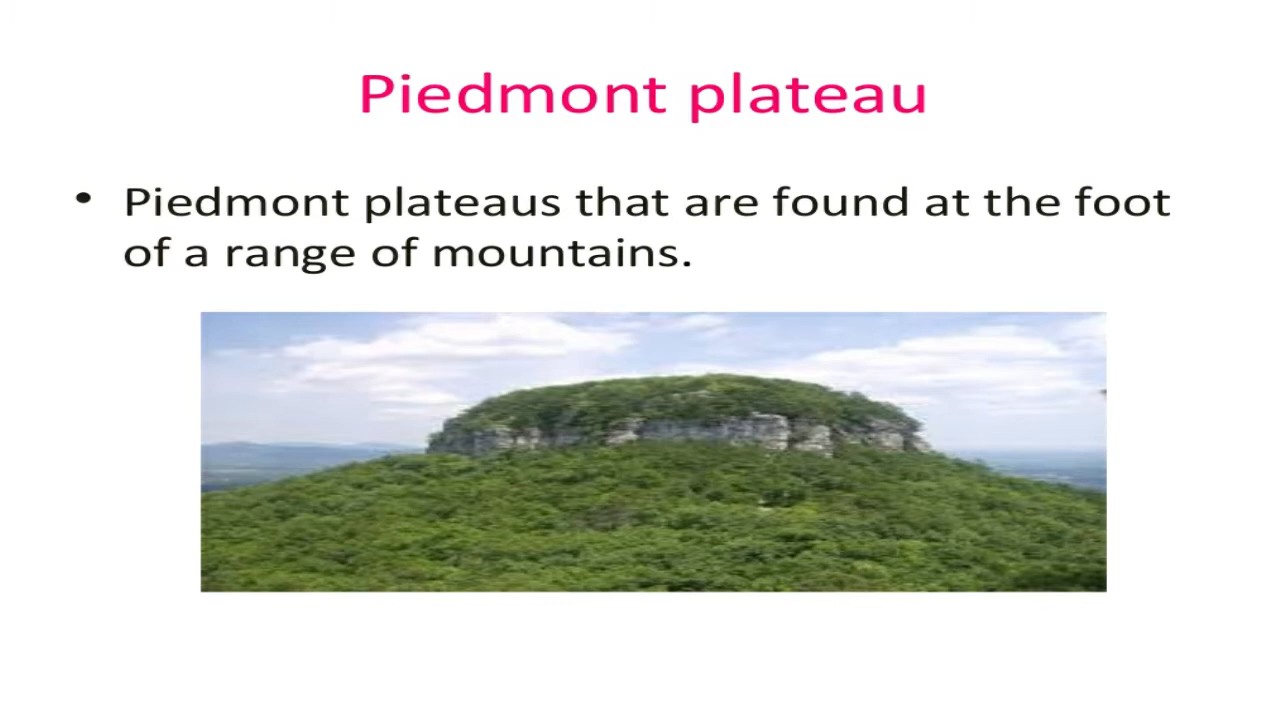 Piedmont plateau
• Piedmont plateaus that are found at the foot
of a range of mountains.